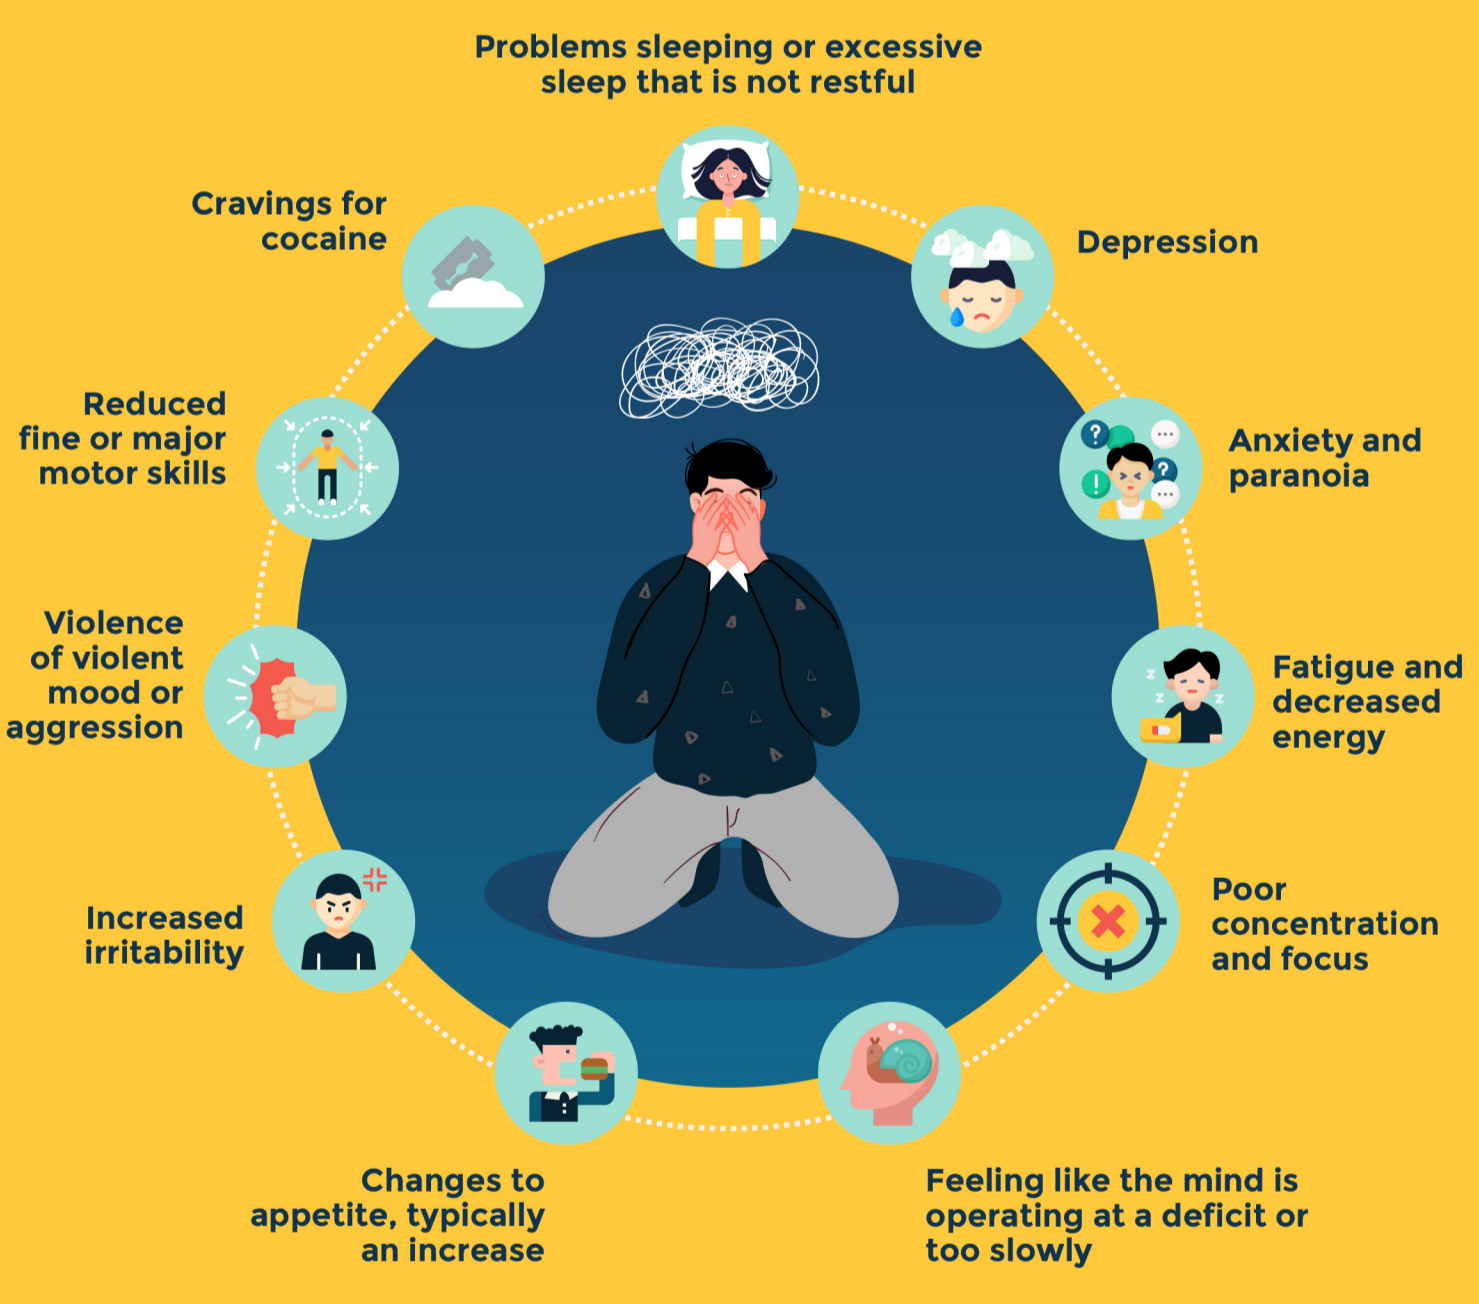 Problems sleeping or excessive
sleep that is not restful
Depression
Anxiety and
paranoia
Fatigue and
decreased
energy
Poor
concentration
and focus
Feeling like the mind is
operating at a deficit or
too slowly
Changes to
appetite, typically
an increase
Increased
irritability
Violence
of violent
mood or
aggression
Reduced
fine or major
motor skills
Cravings for
cocaine